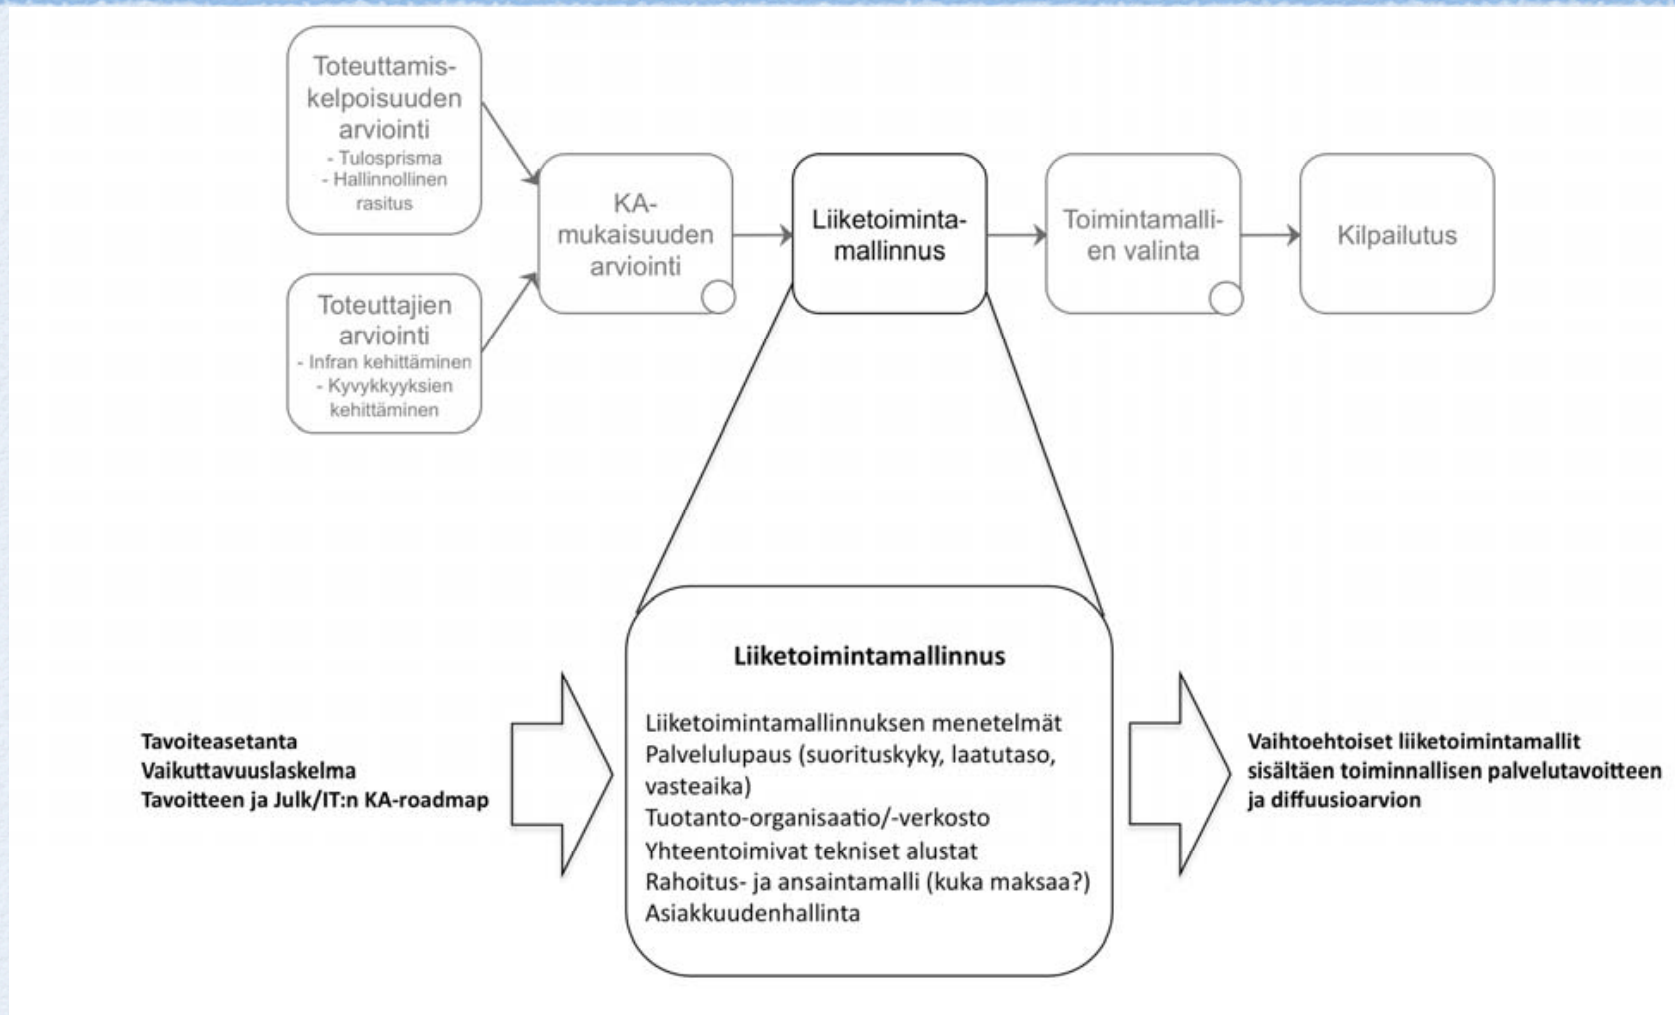 Toteuttamis-
kelpoisuuden
arviointi
- Tulosprisma
- Hallinnollinen
rasitus
Toteuttajien
arviointi
- Infran kehittäminen
- Kyvykkyyksien
kehittäminen
KA-
mukaisuuden
arviointi
Liiketoiminta-
mallinnus
Toimintamalli-
en valinta
Kilpailutus
Tavoiteasetanta
Vaikuttavuuslaskelma
Tavoitteen ja Julk/IT:n KA-roadmap
Liiketoimintamallinnus
Liiketoimintamallinnuksen menetelmät
Palvelulupaus (suorituskyky, laatutaso,
vasteaika)
Tuotanto-organisaatio/-verkosto
Yhteentoimivat tekniset alustat
Rahoitus- ja ansaintamalli (kuka maksaa?)
Asiakkuudenhallinta
Vaihtoehtoiset liiketoimintamallit
sisältäen toiminnallisen palvelutavoitteen
ja diffuusioarvion